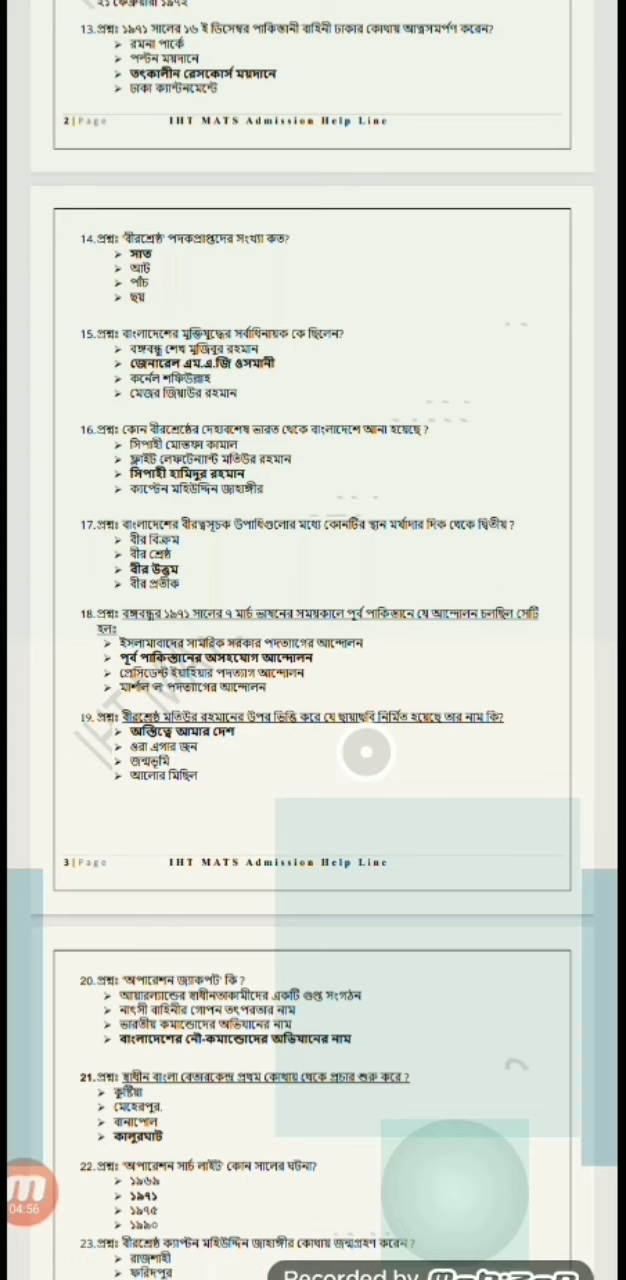 ২১ ফেব্রুয়ারী ১৯৭২
13.প্রশ্নঃ ১৯৭১ সালের ১৬ ই ডিসেম্বর পাকিস্তানী বাহিনী ঢাকার কোথায় আত্মসমর্পণ করেন?
➢ রমনা পার্কে
➢ পল্টন ময়দানে
➢ তৎকালীন রেসকোর্স ময়দানে
➢ ঢাকা ক্যান্টনমেন্টে
2|Page IHT MATS Admission Help Line
14.প্রশ্নঃ 'বীরশ্রেষ্ঠ' পদকপ্রাপ্তদের সংখ্যা কত?
➢ সাত
➢ আট
➢ পাঁচ
➢ ছয়
15.প্রশ্নঃ বাংলাদেশের মুক্তিযুদ্ধের সর্বাধিনায়ক কে ছিলেন?
➢ বঙ্গবন্ধু শেখ মুজিবুর রহমান
➢ জেনারেল এম.এ.জি ওসমানী
➢ কর্নেল শফিউল্লাহ
➢ মেজর জিয়াউর রহমান
16.প্রশ্নঃ কোন বীরশ্রেষ্ঠের দেহাবশেষ ভারত থেকে বাংলাদেশে আনা হয়েছে ?
➢ সিপাহী মোস্তফা কামাল
➢ ফ্লাইট লেফটেন্যান্ট মতিউর রহমান
➢ সিপাহী হামিদুর রহমান
➢ ক্যাপ্টেন মহিউদ্দিন জাহাঙ্গীর
17.প্রশ্নঃ বাংলাদেশের বীরত্বসূচক উপাধিগুলোর মধ্যে কোনটির স্থান মর্যাদার দিক থেকে দ্বিতীয় ?
➢ বীর বিক্রম
➢ বীর শ্রেষ্ঠ
➢ বীর উত্তম
➢ বীর প্রতীক
18.প্রশ্নঃ বঙ্গবন্ধুর ১৯৭১ সালের ৭ মার্চ ভাষনের সময়কালে পূর্ব পাকিস্তানে যে আন্দোলন চলছিল সেটি
হলঃ
➢ ইসলামাবাদের সামরিক সরকার পদত্যাগের আন্দোলন
➢ পূর্ব পাকিস্তানের অসহযোগ আন্দোলন
➢ প্রেসিডেন্ট ইয়াহিয়ার পদত্যাগ আন্দোলন
➢ মার্শাল ল পদত্যাগের আন্দোলন
19.প্রশ্নঃ বীরশ্রেষ্ঠ মতিউর রহমানের উপর ভিত্তি করে যে ছায়াছবি নির্মিত হয়েছে তার নাম কি?
➢ অস্তিত্বে আমার দেশ
➢ ওরা এগার জন
➢ জন্মভূমি
➢ আলোর মিছিল
3|Page IHT MATS Admission Help Line
20.প্রশ্নঃ 'অপারেশন জ্যাকপট' কি ?
➢ আয়ারল্যান্ডের স্বাধীনতাকামীদের একটি গুপ্ত সংগঠন
➢ নাৎসী বাহিনীর গোপন তৎপরতার নাম
➢ ভারতীয় কমান্ডোদের অভিযানের নাম
➢ বাংলাদেশের নৌ-কমান্ডোদের অভিযানের নাম
21.প্রশ্নঃ স্বাধীন বাংলা বেতারকেন্দ্র প্রথম কোথায় থেকে প্রচার শুরু করে ?
➢ কুষ্টিয়া
➢ মেহেরপুর.
➢ বানাপোল
➢ কালুরঘাট
22.প্রশ্নঃ 'অপারেশন সার্চ লাইট' কোন সালের ঘটনা?
➢ ১৯৬৯
➢ ১৯৭১
➢ ১৯৭৫
➢ ১৯৯০
04:56
23.প্রশ্নঃ বীরশ্রেষ্ঠ ক্যাপ্টন মহিউদ্দিন জাহাঙ্গীর কোথায় জন্মগ্রহণ করেন ?
➢ রাজশাহী
➢ ফরিদপুর
Recorded by